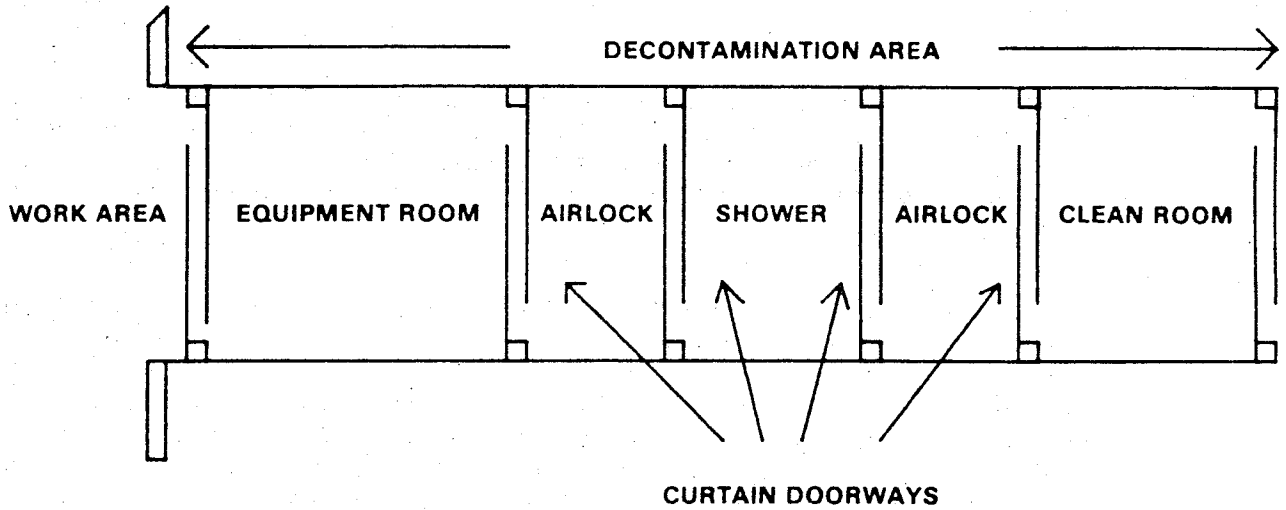 DECONTAMINATION AREA
WORK AREA EQUIPMENT ROOM AIRLOCK SHOWER AIRLOCK CLEAN ROOM
CURTAIN DOORWAYS